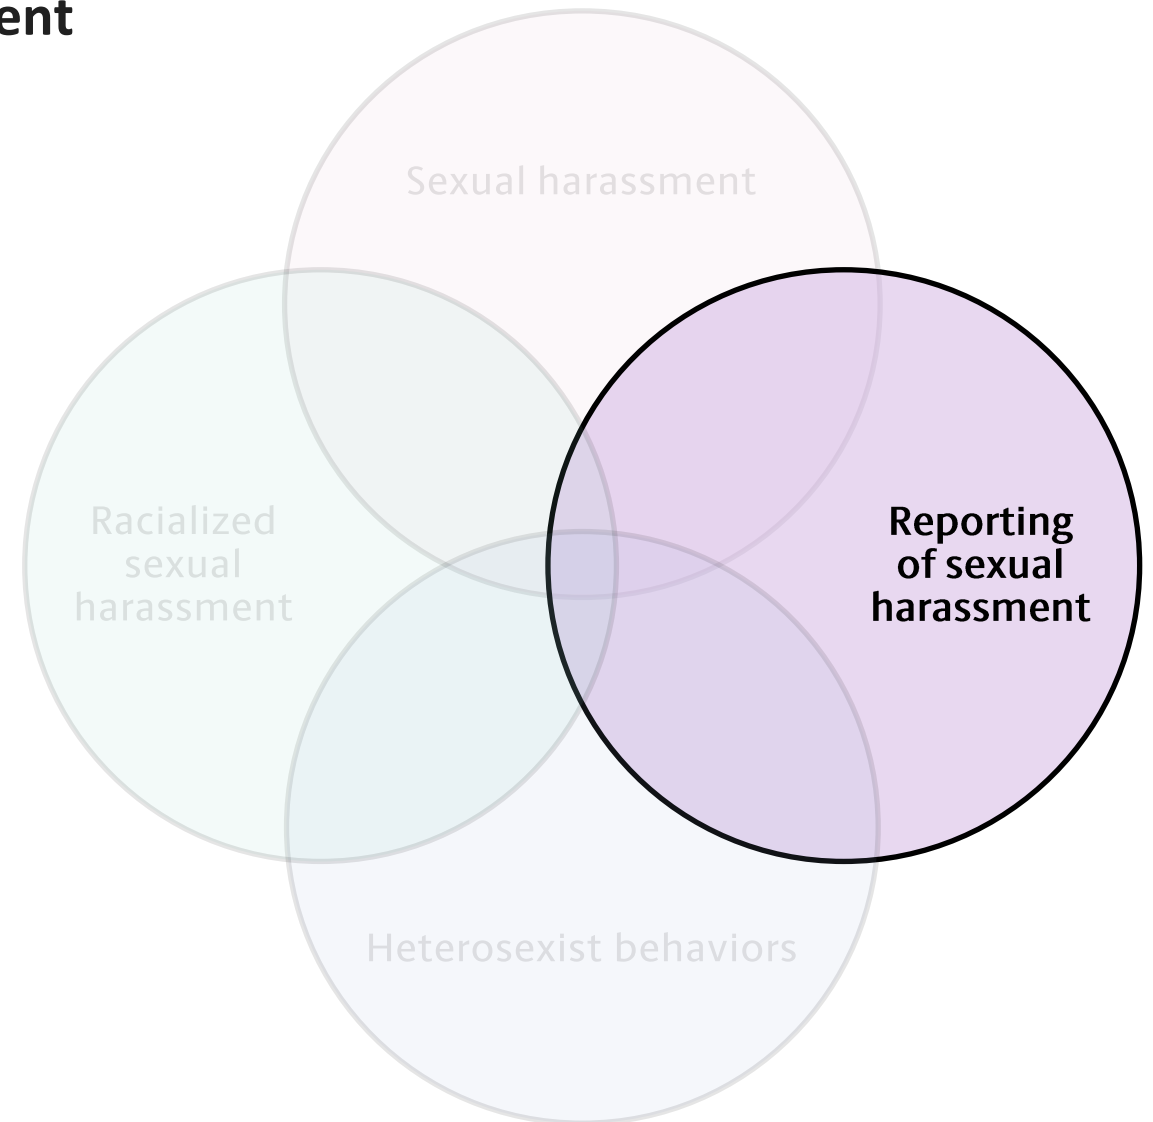 ent
Sexual harassment
Racialized
sexual
harassment
Reporting
of sexual
harassment
Heterosexist behaviors